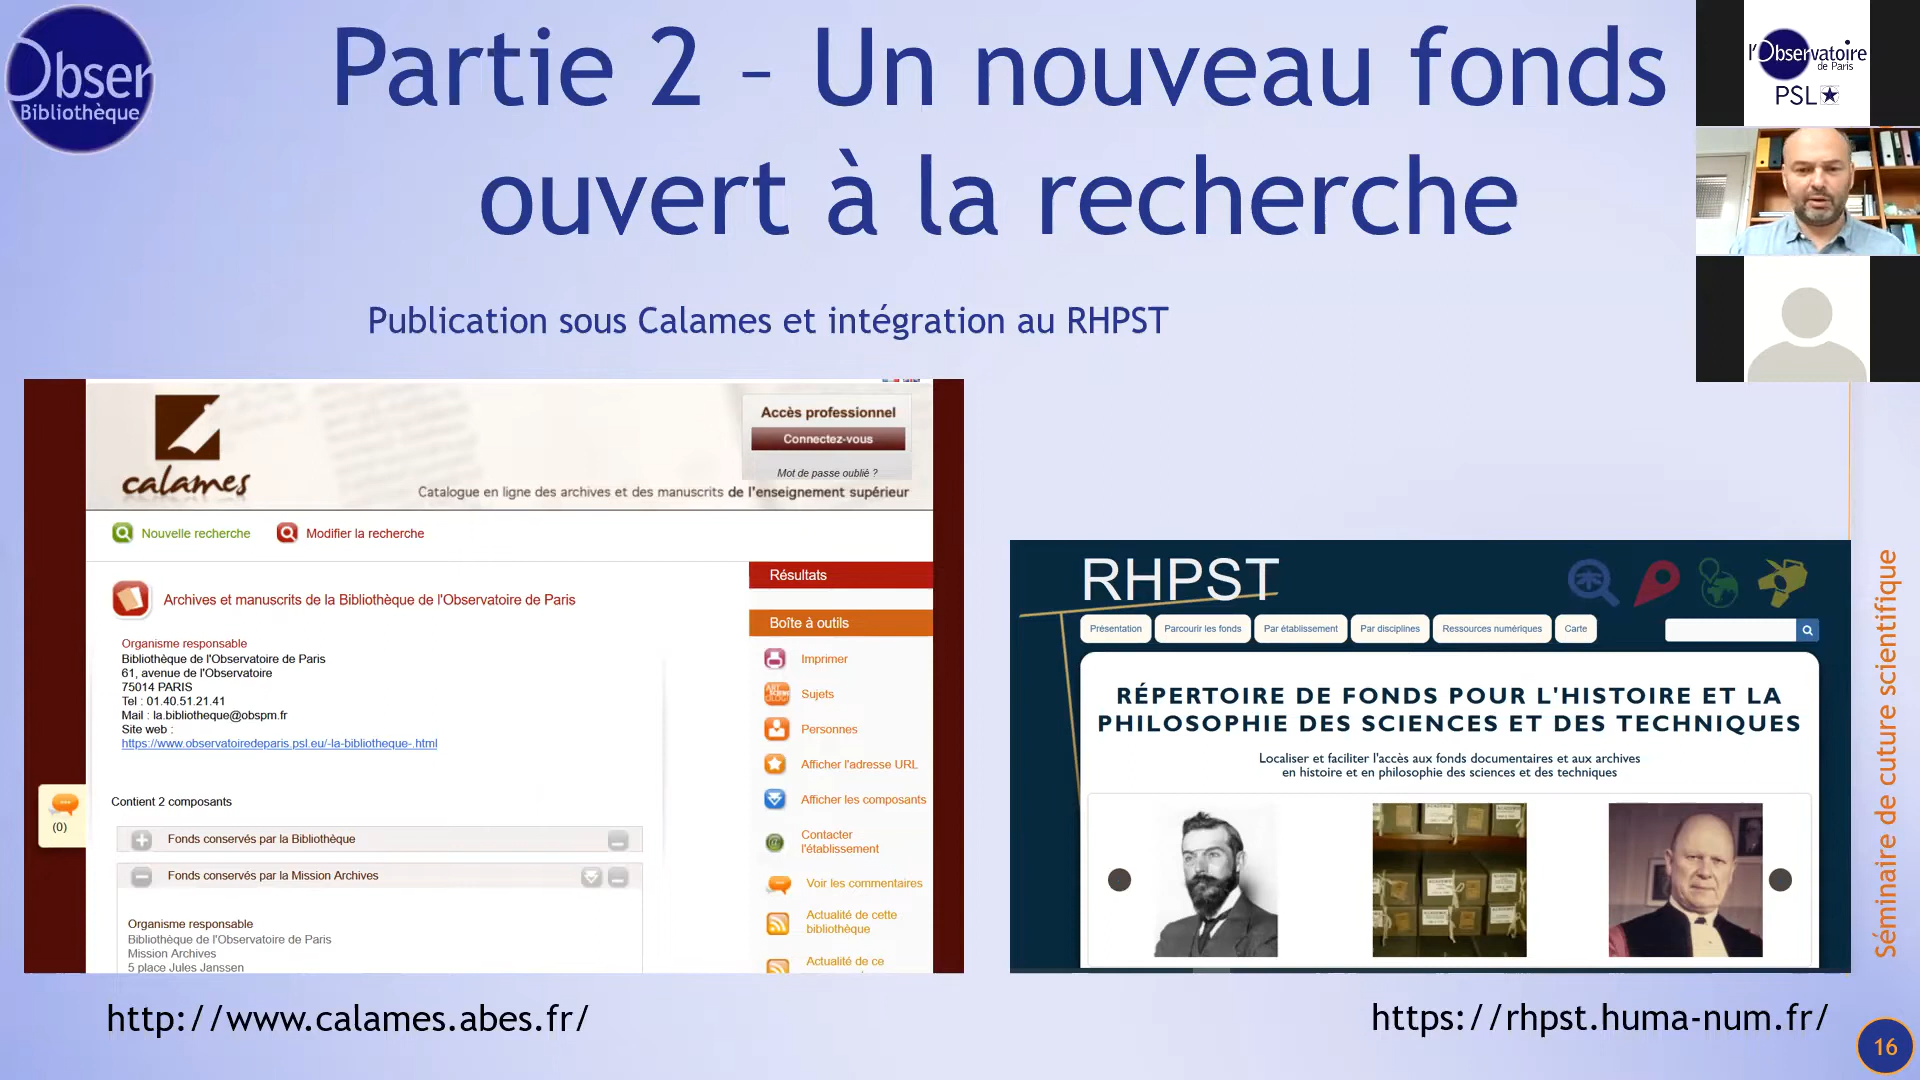 Obser
Bibliothèque
Partie 2 – Un nouveau fonds
ouvert à la recherche
l'Observatoire
de Paris
PSL
Publication sous Calames et intégration au RHPST
calames
Accès professionnel
Connectez-vous
Mot de passe oublié ?
Catalogue en ligne des archives et des manuscrits de l'enseignement supérieur
Nouvelle recherche
Modifier la recherche
Archives et manuscrits de la Bibliothèque de l'Observatoire de Paris
Organisme responsable
Bibliothèque de l'Observatoire de Paris
61, avenue de l'Observatoire
75014 PARIS
Tel : 01.40.51.21.41
Mail : la.bibliotheque@obspm.fr
Site web :
https://www.observatoiredeparis.psl.eu/-la-bibliotheque-.html
(0)
Contient 2 composants
Fonds conservés par la Bibliothèque
Fonds conservés par la Mission Archives
Organisme responsable
Bibliothèque de l'Observatoire de Paris
Mission Archives
5 place Jules Janssen
Résultats
Boîte à outils
Imprimer
Sujets
Personnes
Afficher l'adresse URL
Afficher les composants
Contacter
l'établissement
Voir les commentaires
Actualité de cette
bibliothèque
Actualité de ce
http://www.calames.abes.fr/
RHPST
Présentation
Parcourir les fonds
Par établissement
Par disciplines
Ressources numériques
Carte
RÉPERTOIRE DE FONDS POUR L'HISTOIRE ET LA
PHILOSOPHIE DES SCIENCES ET DES TECHNIQUES
Localiser et faciliter l'accès aux fonds documentaires et aux archives
en histoire et en philosophie des sciences et des techniques
https://rhpst.huma-num.fr/
Séminaire de cuture scientifique
16